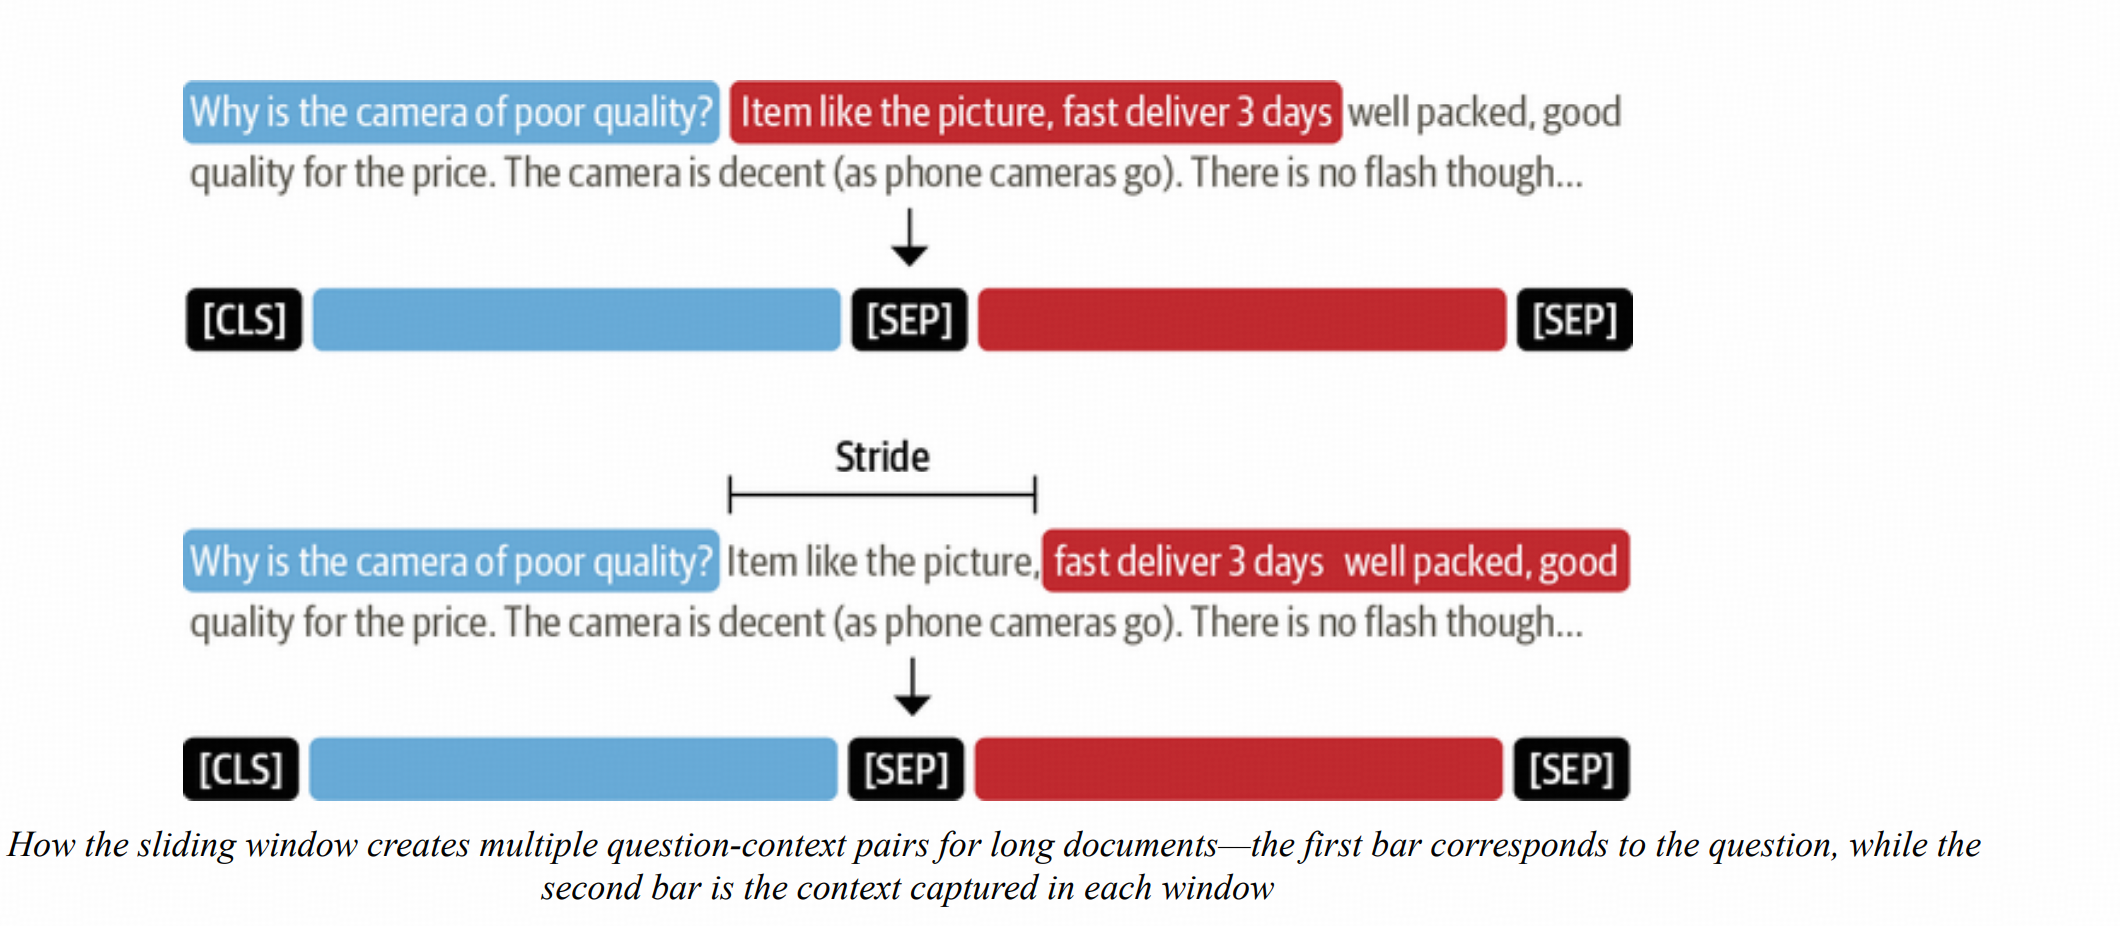 Why is the camera of poor quality? Item like the picture, fast deliver 3 days well packed, good
quality for the price. The camera is decent (as phone cameras go). There is no flash though...
[CLS] [SEP] [SEP]
Stride
Why is the camera of poor quality? Item like the picture, fast deliver 3 days well packed, good
quality for the price. The camera is decent (as phone cameras go). There is no flash though...
[CLS] [SEP] [SEP]
How the sliding window creates multiple question-context pairs for long documents—the first bar corresponds to the question, while the
second bar is the context captured in each window